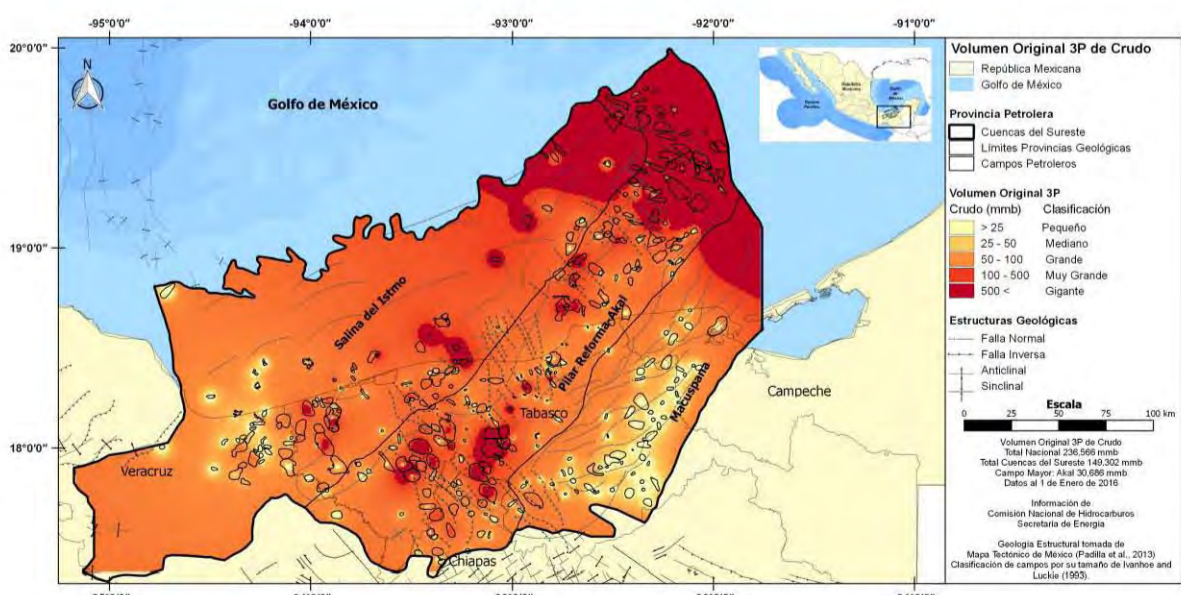 -95°0'0"
-94°0'0"
-93°0'0"
-92°0'0"
-91°0'0"
20°0'0"
19°0'0"
18°0'0"
N
Golfo de México
Salina del Istmo
Pilar Reforma-Akal
Macuspana
Tabasco
Campeche
Veracruz
Chiapas
Volumen Original 3P de Crudo
República Mexicana
Golfo de México
Provincia Petrolera
Cuencas del Sureste
Límites Provincias Geológicas
Campos Petroleros
Volumen Original 3P
Crudo (mmb) Clasificación
> 25 Pequeño
25 - 50 Mediano
50 - 100 Grande
100 - 500 Muy Grande
500 < Gigante
Estructuras Geológicas
Falla Normal
Falla Inversa
Anticlinal
Sinclinal
Escala
0 25 50 75 100 km
Volumen Original 3P de Crudo
Total Nacional 236,566 mmb
Total Cuencas del Sureste 149,302 mmb
Campo Mayor: Akal 30,686 mmb
Datos al 1 de Enero de 2016
Información de
Comisión Nacional de Hidrocarburos
Secretaría de Energía
Geología Estructural tomada de
Mapa Tectónico de México (Padilla et al., 2013)
Clasificación de campos por su tamaño de Ivanhoe and
Luckie (1993).